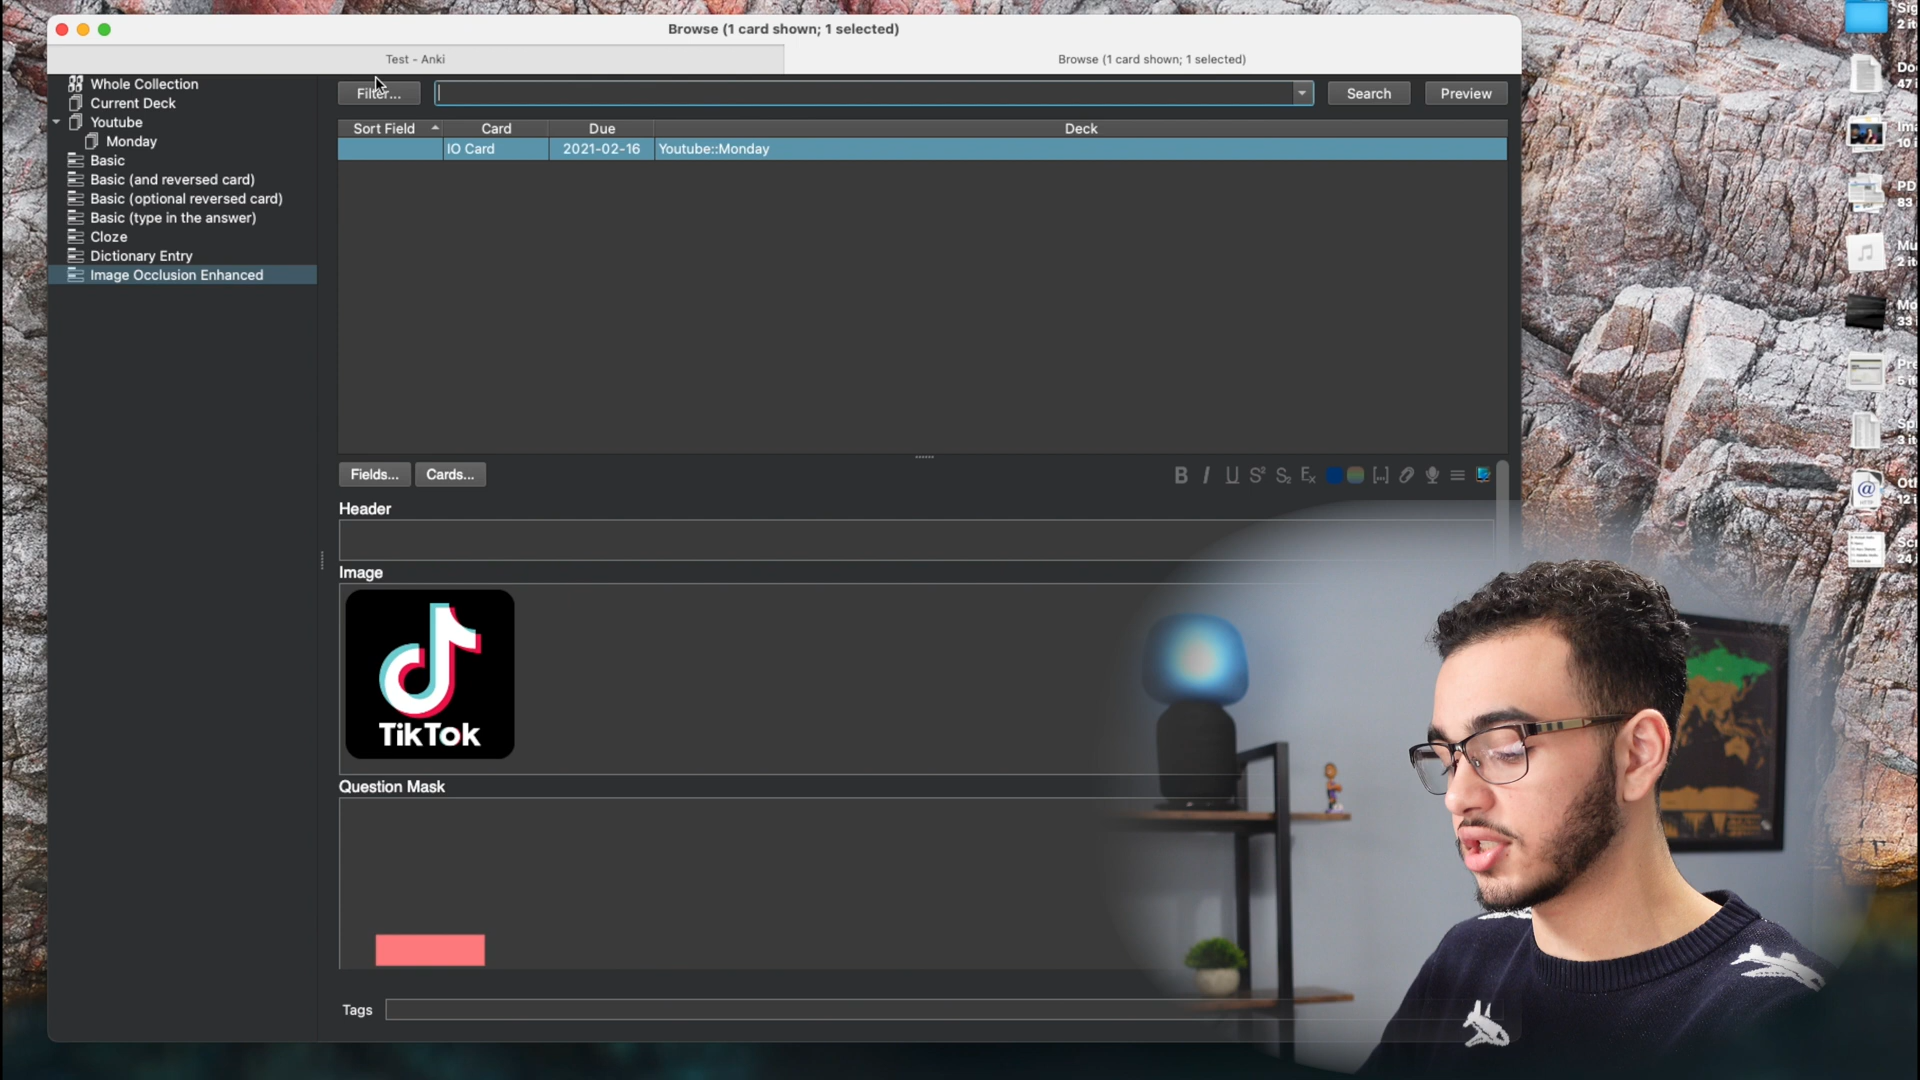 Browse (1 card shown; 1 selected)
Test - Anki
Browse (1 card shown; 1 selected)
Whole Collection
Current Deck
Youtube
Monday
Basic
Basic (and reversed card)
Basic (optional reversed card)
Basic (type in the answer)
Cloze
Dictionary Entry
Image Occlusion Enhanced
Filter...
Search
Preview
Sort Field
Card
Due
Deck
IO Card
2021-02-16
Youtube::Monday
Fields...
Cards...
Header
Image
TikTok
Question Mask
Tags